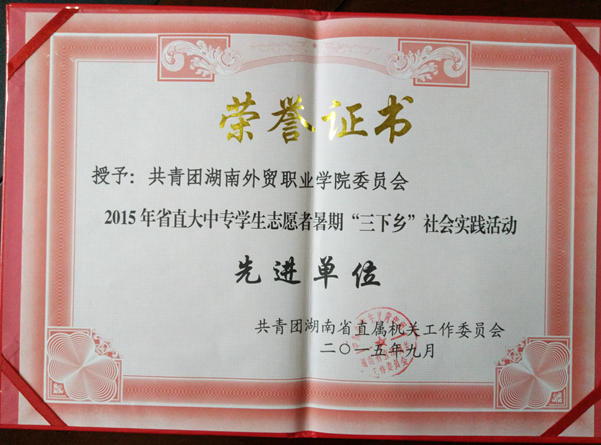 荣誉证书
授予：共青团湖南外贸职业学院委员会
2015年省直大中专学生志愿者暑期“三下乡”社会实践活动
先进单位
共青团湖南省直属机关工作委员会
二〇一五年九月